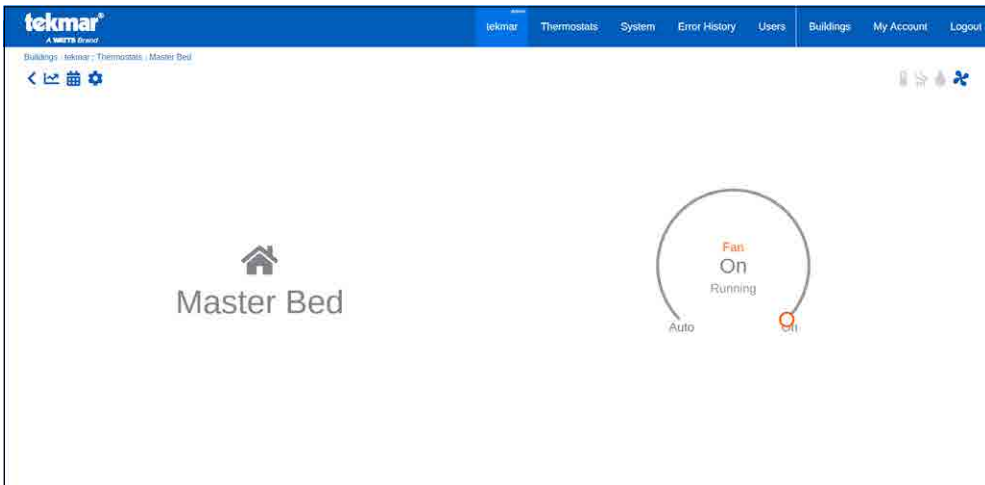 tekmar®
A WATTS Brand
tekmar Thermostats System Error History Users Buildings My Account Logout
Buildings : tekmar : Thermostats : Master Bed
Fan
On
Running
Master Bed
Auto On